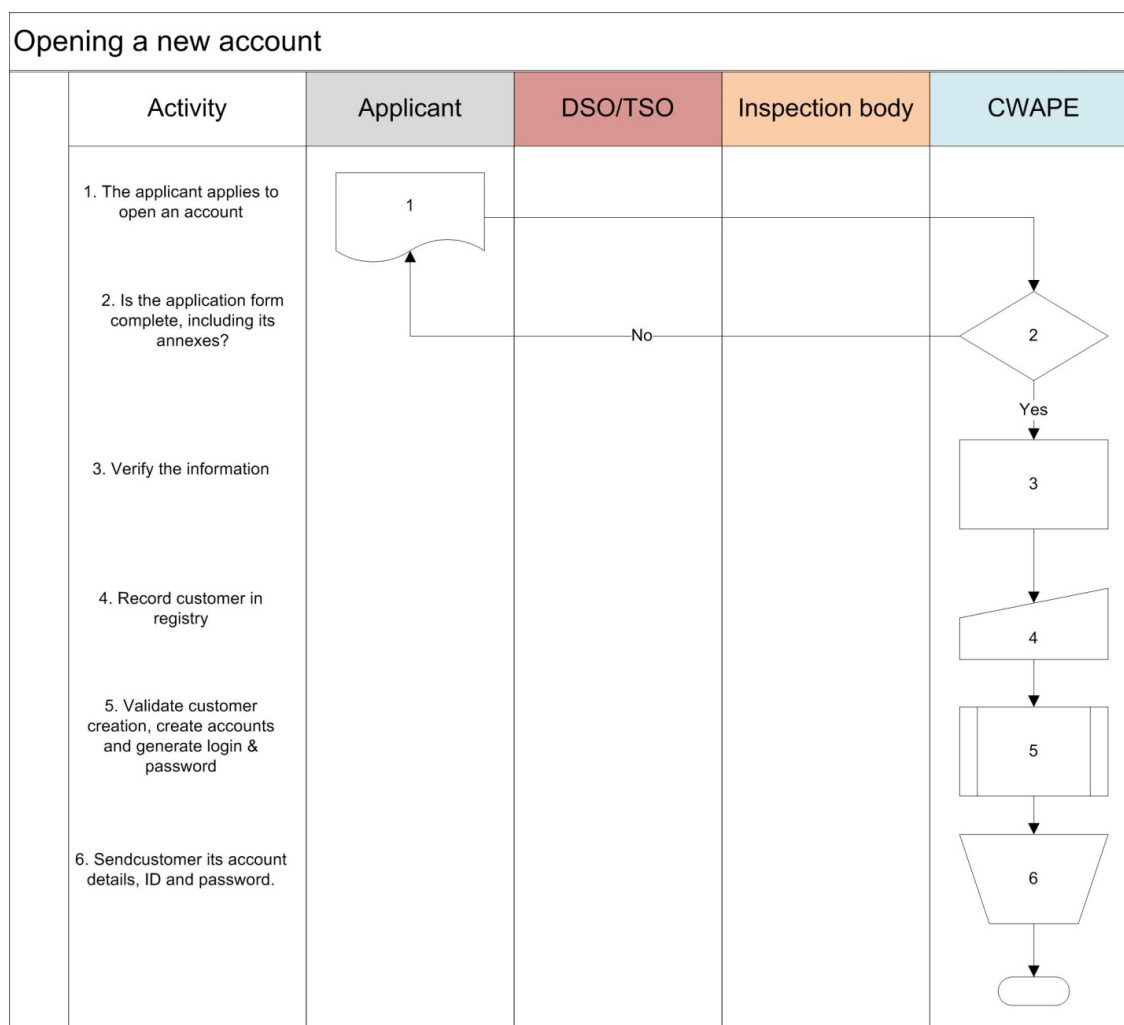 Opening a new account
Activity
Applicant
DSO/TSO
Inspection body
CWAPE
1. The applicant applies to
open an account
1
2. Is the application form
complete, including its
annexes?
No
2
Yes
3. Verify the information
3
4. Record customer in
registry
4
5. Validate customer
creation, create accounts
and generate login &
password
5
6. Sendcustomer its account
details, ID and password.
6